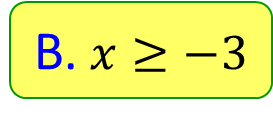 B. x ≥ −3